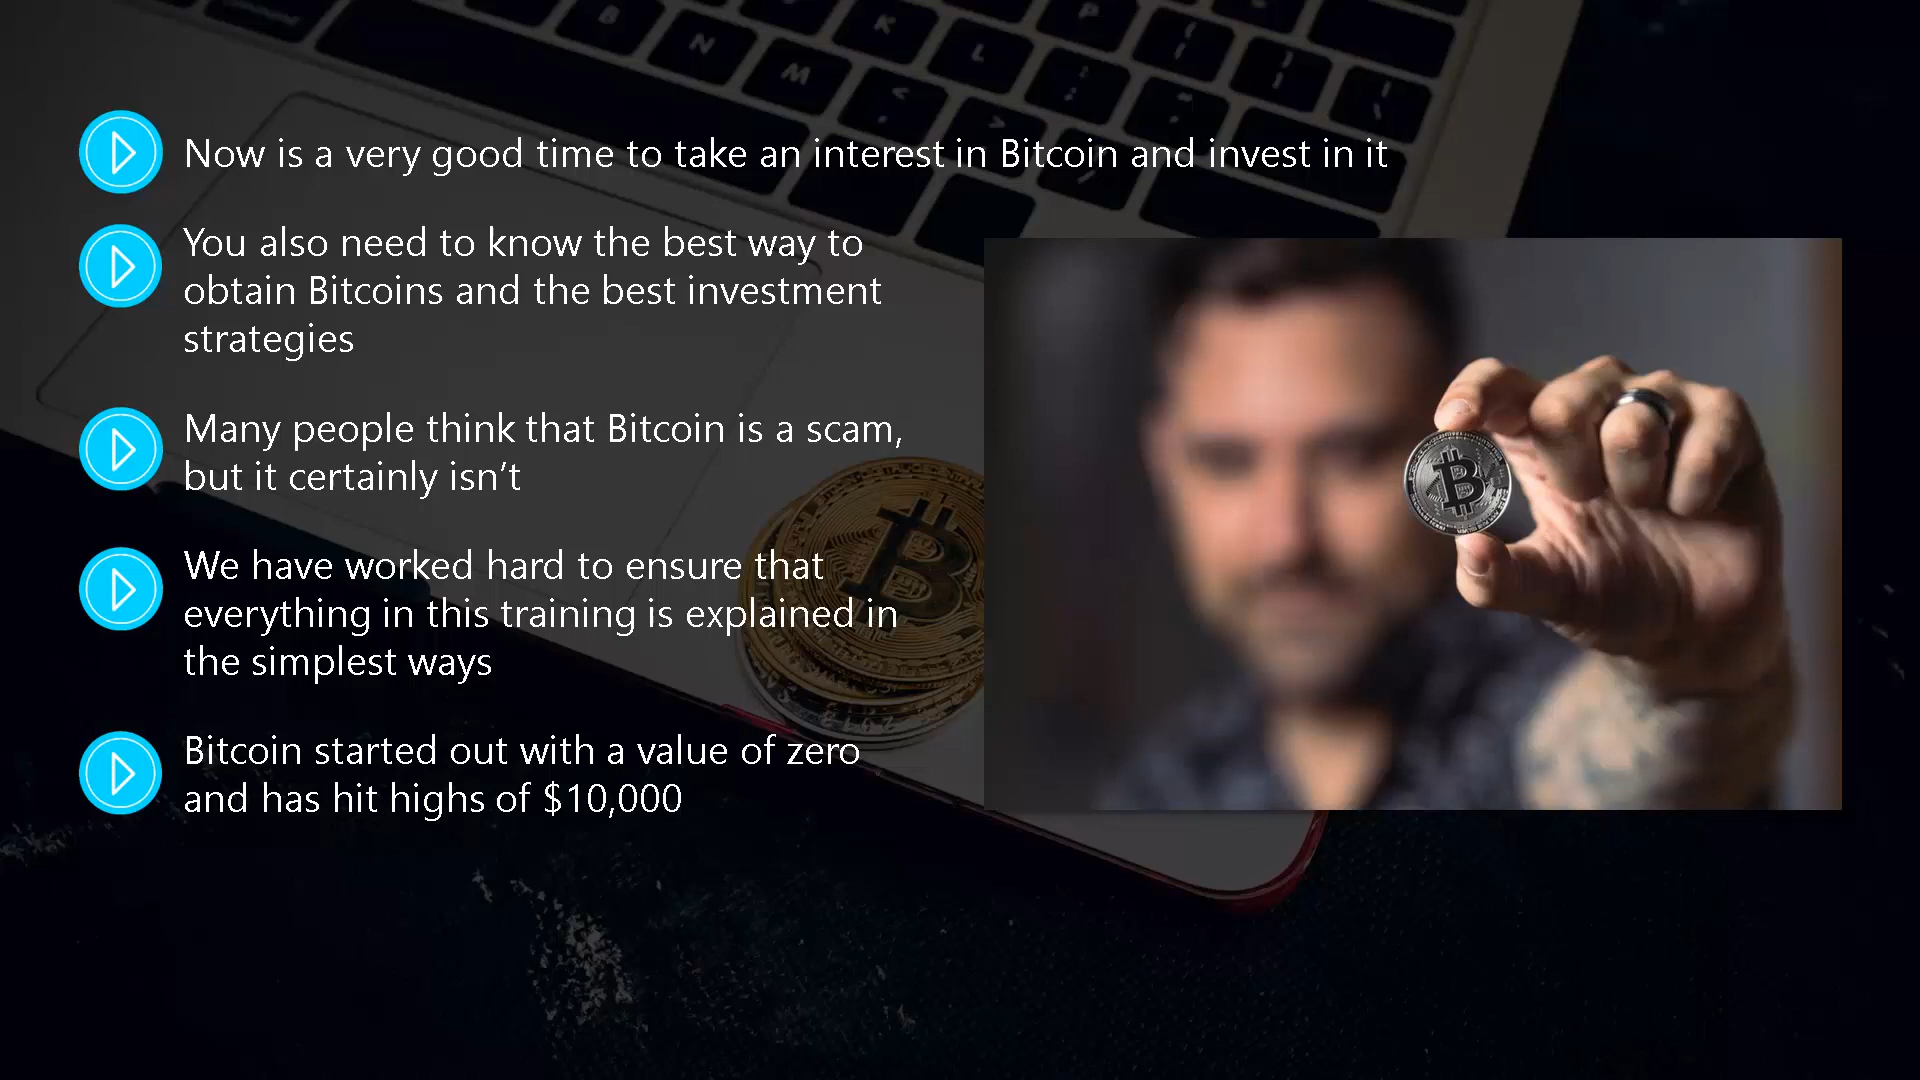 Now is a very good time to take an interest in Bitcoin and invest in it
You also need to know the best way to
obtain Bitcoins and the best investment
strategies
Many people think that Bitcoin is a scam,
but it certainly isn’t
We have worked hard to ensure that
everything in this training is explained in
the simplest ways
Bitcoin started out with a value of zero
and has hit highs of $10,000